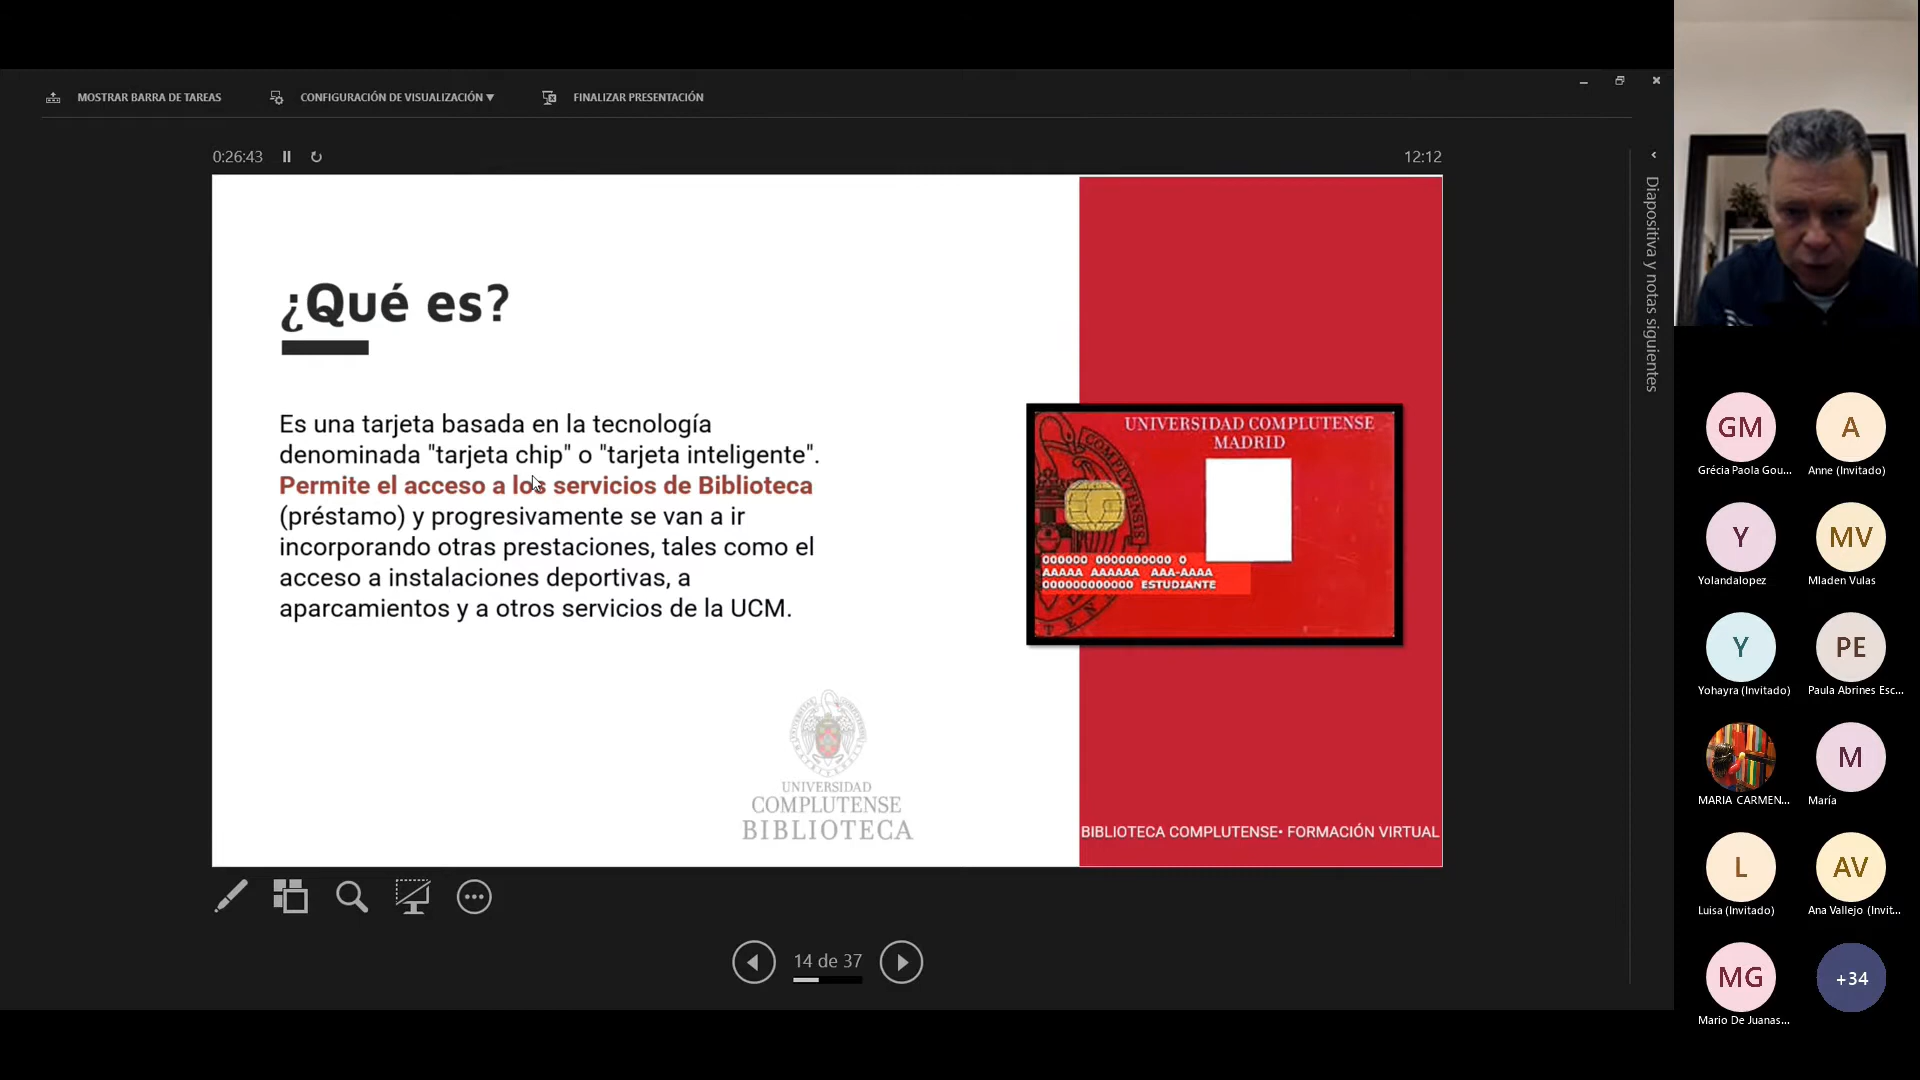 MOSTRAR BARRA DE TAREAS
CONFIGURACIÓN DE VISUALIZACIÓN ▼
FINALIZAR PRESENTACIÓN
0:26:43
12:12
¿Qué es?
Es una tarjeta basada en la tecnología
denominada "tarjeta chip" o "tarjeta inteligente".
Permite el acceso a los servicios de Biblioteca
(préstamo) y progresivamente se van a ir
incorporando otras prestaciones, tales como el
acceso a instalaciones deportivas, a
aparcamientos y a otros servicios de la UCM.
UNIVERSIDAD COMPLUTENSE
MADRID
000000 0000000000 0
AAAAA AAAAAA AAA-AAAA
000000000000 ESTUDIANTE
UNIVERSIDAD
COMPLUTENSE
BIBLIOTECA
BIBLIOTECA COMPLUTENSE• FORMACIÓN VIRTUAL
14 de 37
Diapositiva y notas siguientes
GM
Grécia Paola Gou...
A
Anne (Invitado)
Y
Yolandalopez
MV
Mladen Vulas
Y
Yohayra (Invitado)
PE
Paula Abrines Esc...
MARIA CARMEN...
M
María
L
Luisa (Invitado)
AV
Ana Vallejo (Invit...
MG
Mario De Juanas...
+34